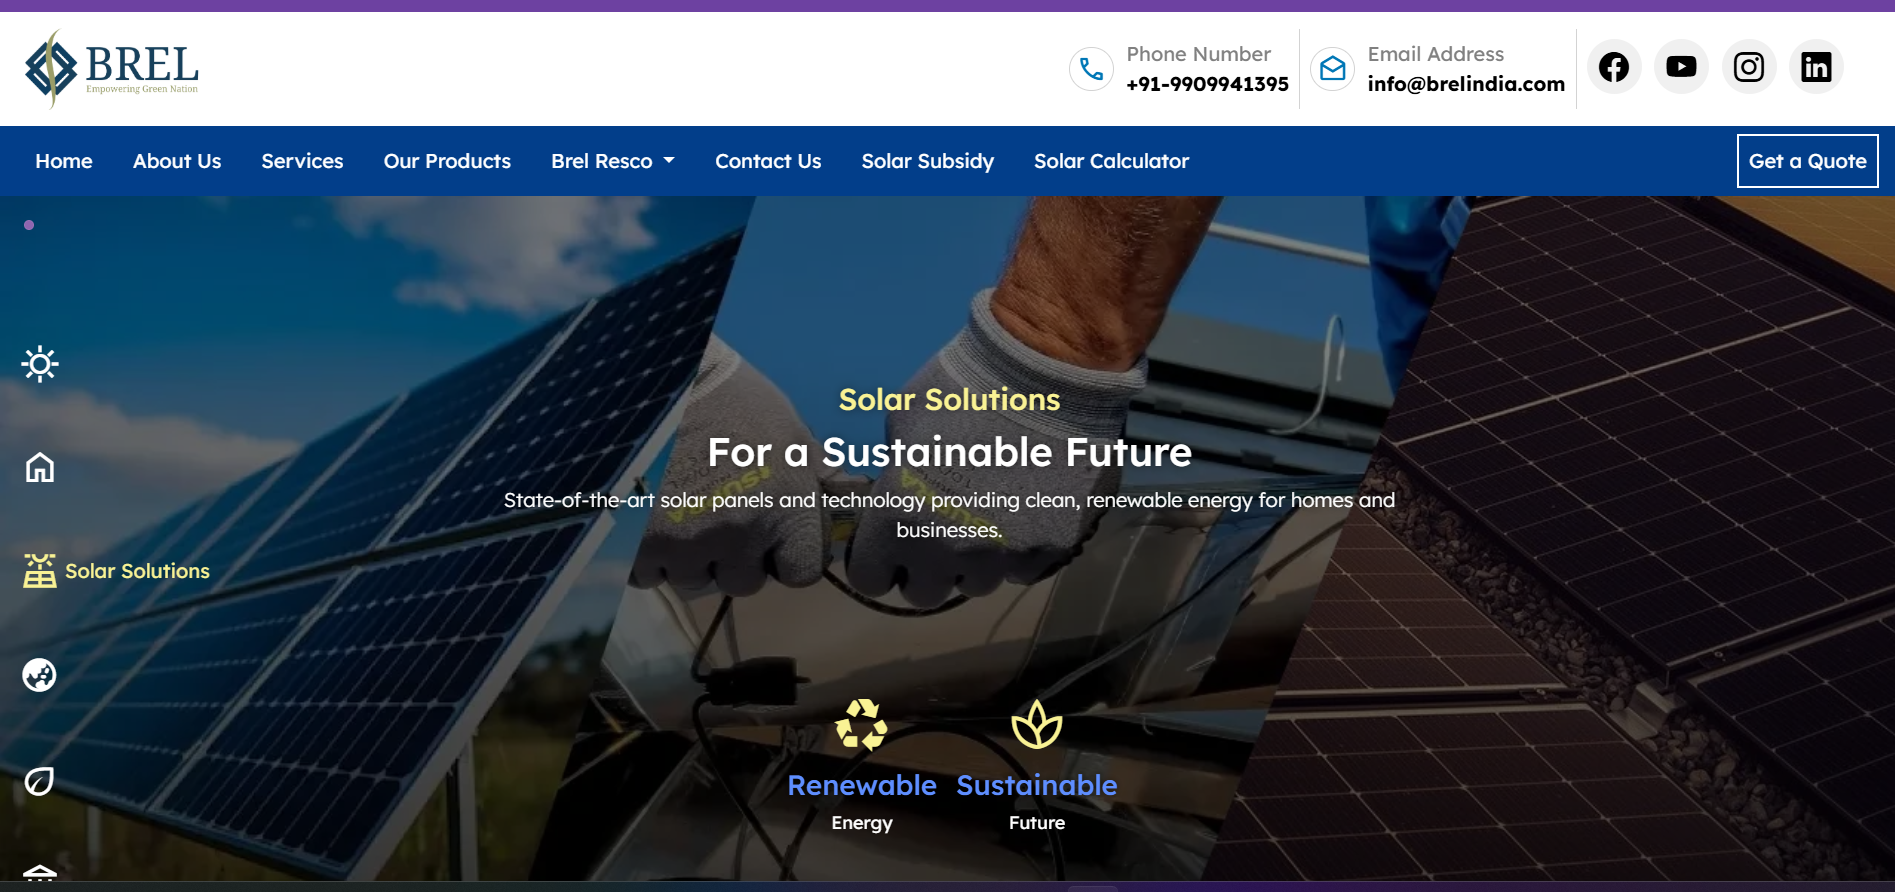 BREL
Empowering Green Nation
Phone Number
+91-9909941395
Email Address
info@brelindia.com
Home
About Us
Services
Our Products
Brel Resco
Contact Us
Solar Subsidy
Solar Calculator
Get a Quote
Solar Solutions
For a Sustainable Future
State-of-the-art solar panels and technology providing clean, renewable energy for homes and
businesses.
Solar Solutions
Renewable
Energy
Sustainable
Future